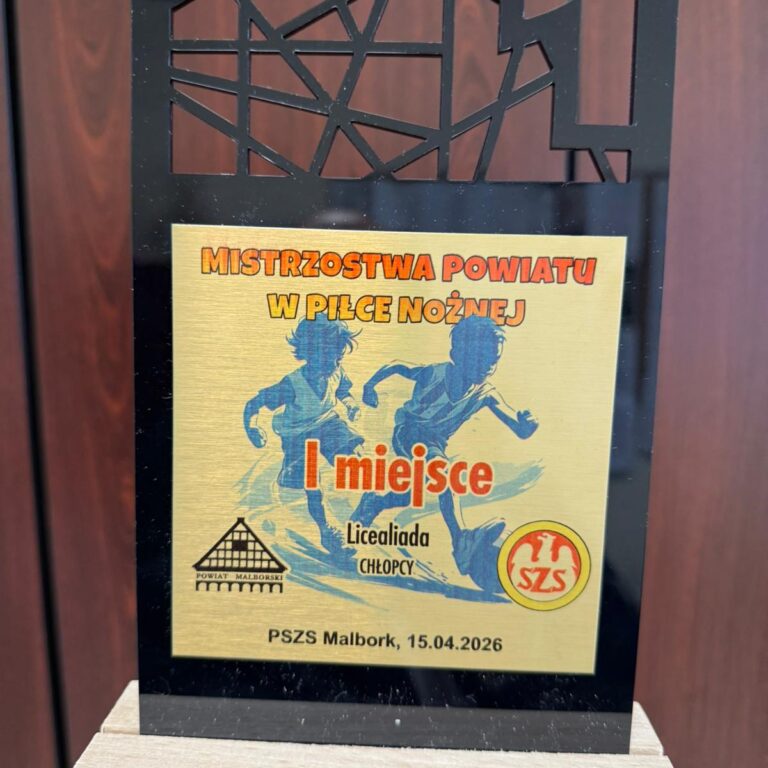 MISTRZOSTWA POWIATU
W PIŁCE NOŻNEJ
I miejsce
Licealiada
CHŁOPCY
POWIAT MALBORSKI
SZS
PSZS Malbork, 15.04.2026